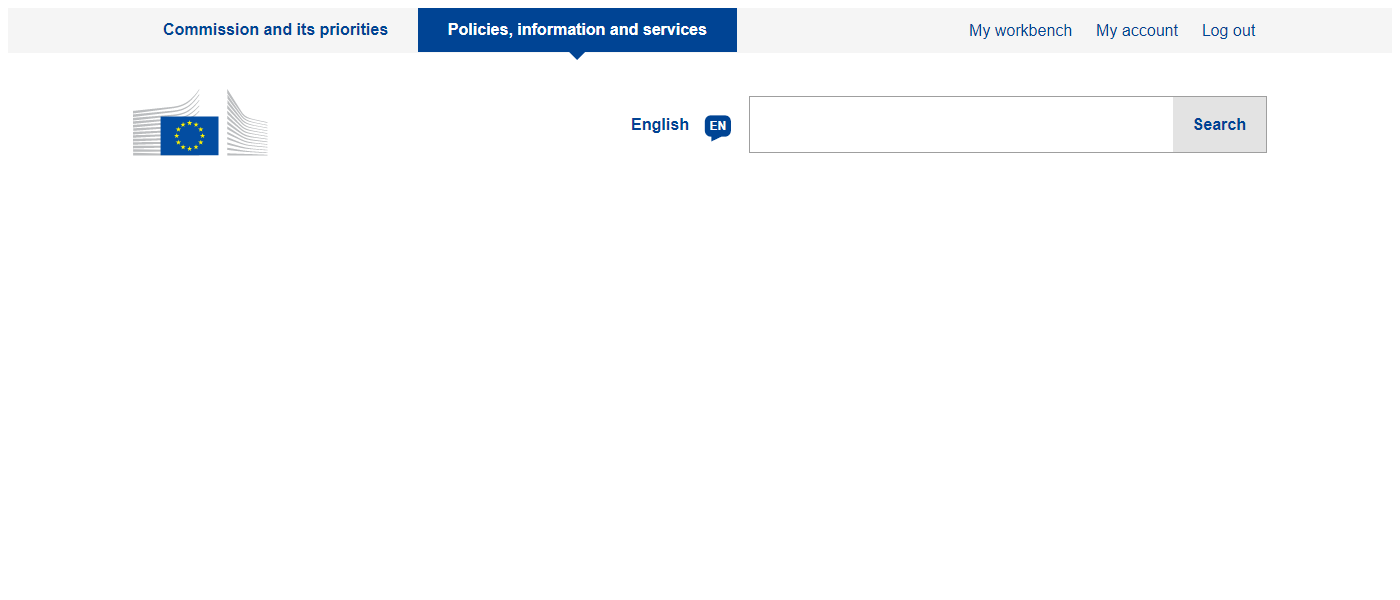 Commission and its priorities
Policies, information and services
My workbench
My account
Log out
English
EN
Search